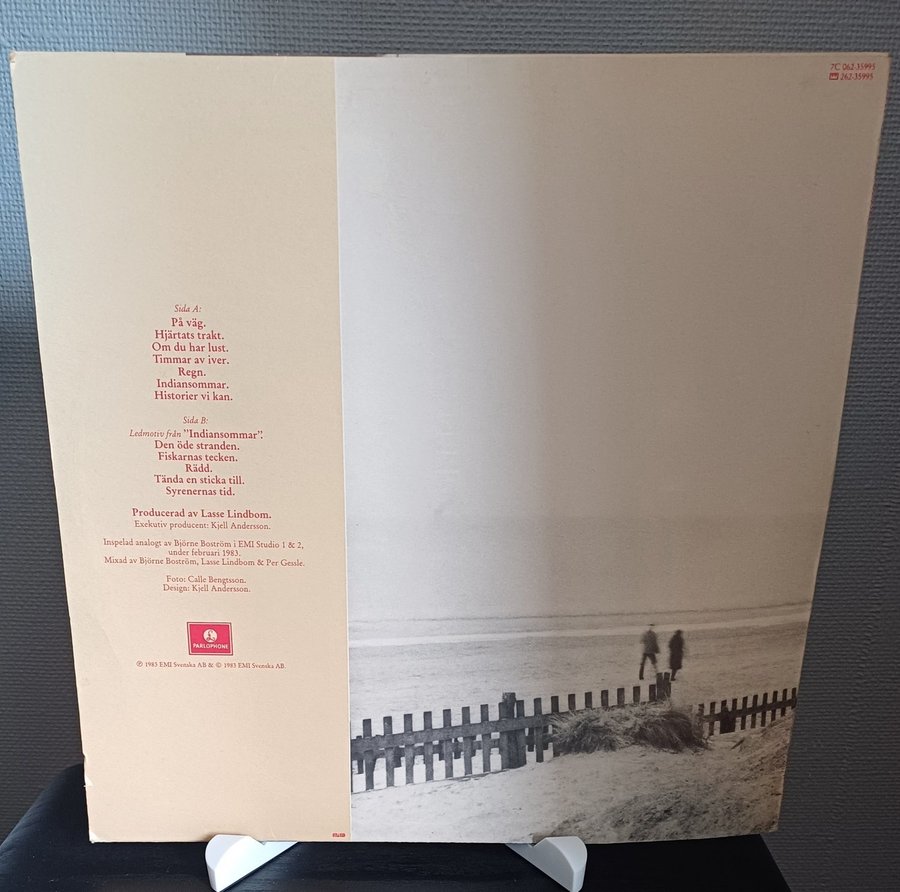 7C 062-35995
EMI 262-35995
Sida A:
På väg.
Hjärtats trakt.
Om du har lust.
Timmar av iver.
Regn.
Indiansommar.
Historier vi kan.
Sida B:
Ledmotiv från ”Indiansommar”.
Den öde stranden.
Fiskarnas tecken.
Rädd.
Tända en sticka till.
Syrenernas tid.
Producerad av Lasse Lindbom.
Exekutiv producent: Kjell Andersson.
Inspelad analogt av Björne Boström i EMI Studio 1 & 2,
under februari 1983.
Mixad av Björne Boström, Lasse Lindbom & Per Gessle.
Foto: Calle Bengtsson.
Design: Kjell Andersson.
PARLOPHONE
℗ 1983 EMI Svenska AB & © 1983 EMI Svenska AB.